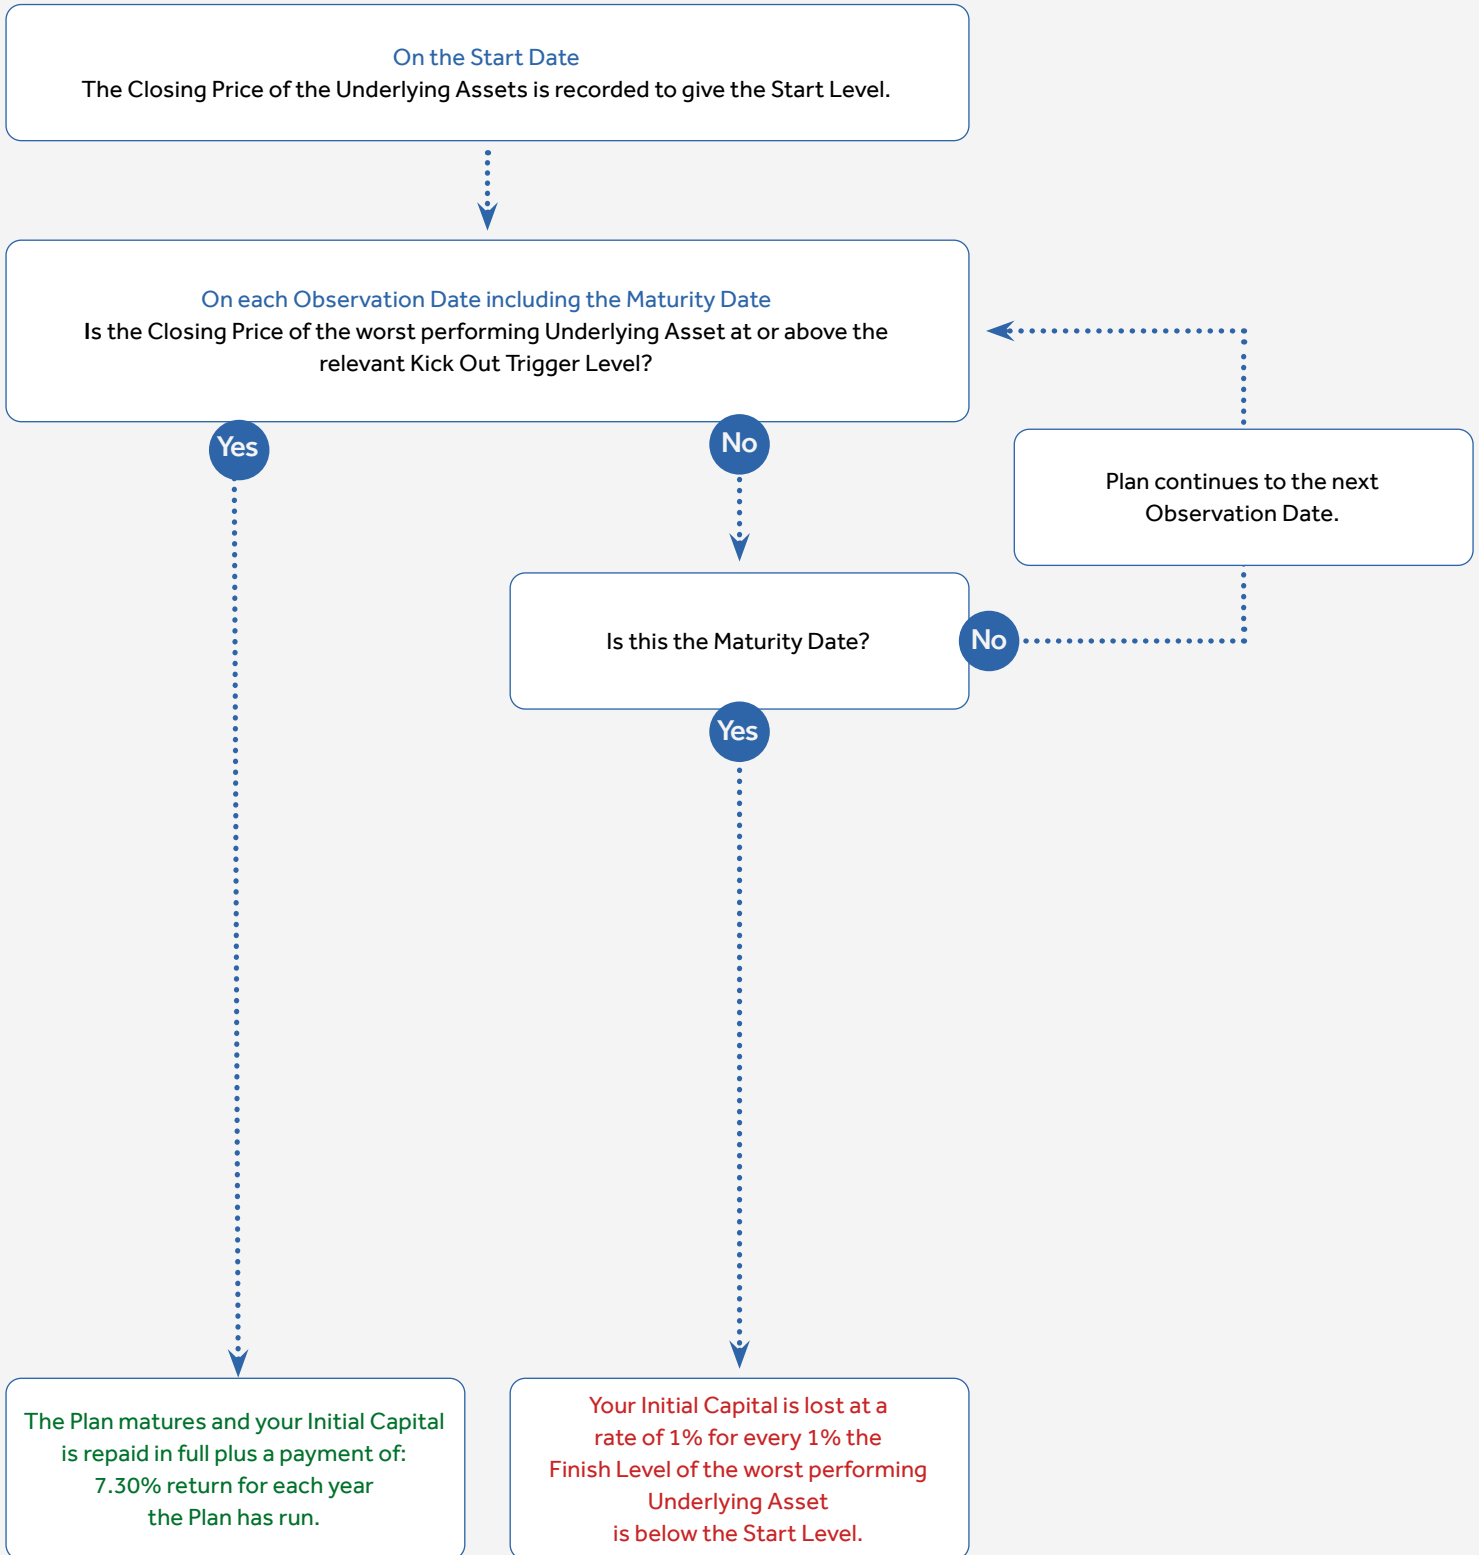 On the Start Date
The Closing Price of the Underlying Assets is recorded to give the Start Level.
On each Observation Date including the Maturity Date
Is the Closing Price of the worst performing Underlying Asset at or above the
relevant Kick Out Trigger Level?
Yes
No
Plan continues to the next
Observation Date.
Is this the Maturity Date?
No
Yes
The Plan matures and your Initial Capital
is repaid in full plus a payment of:
7.30% return for each year
the Plan has run.
Your Initial Capital is lost at a
rate of 1% for every 1% the
Finish Level of the worst performing
Underlying Asset
is below the Start Level.